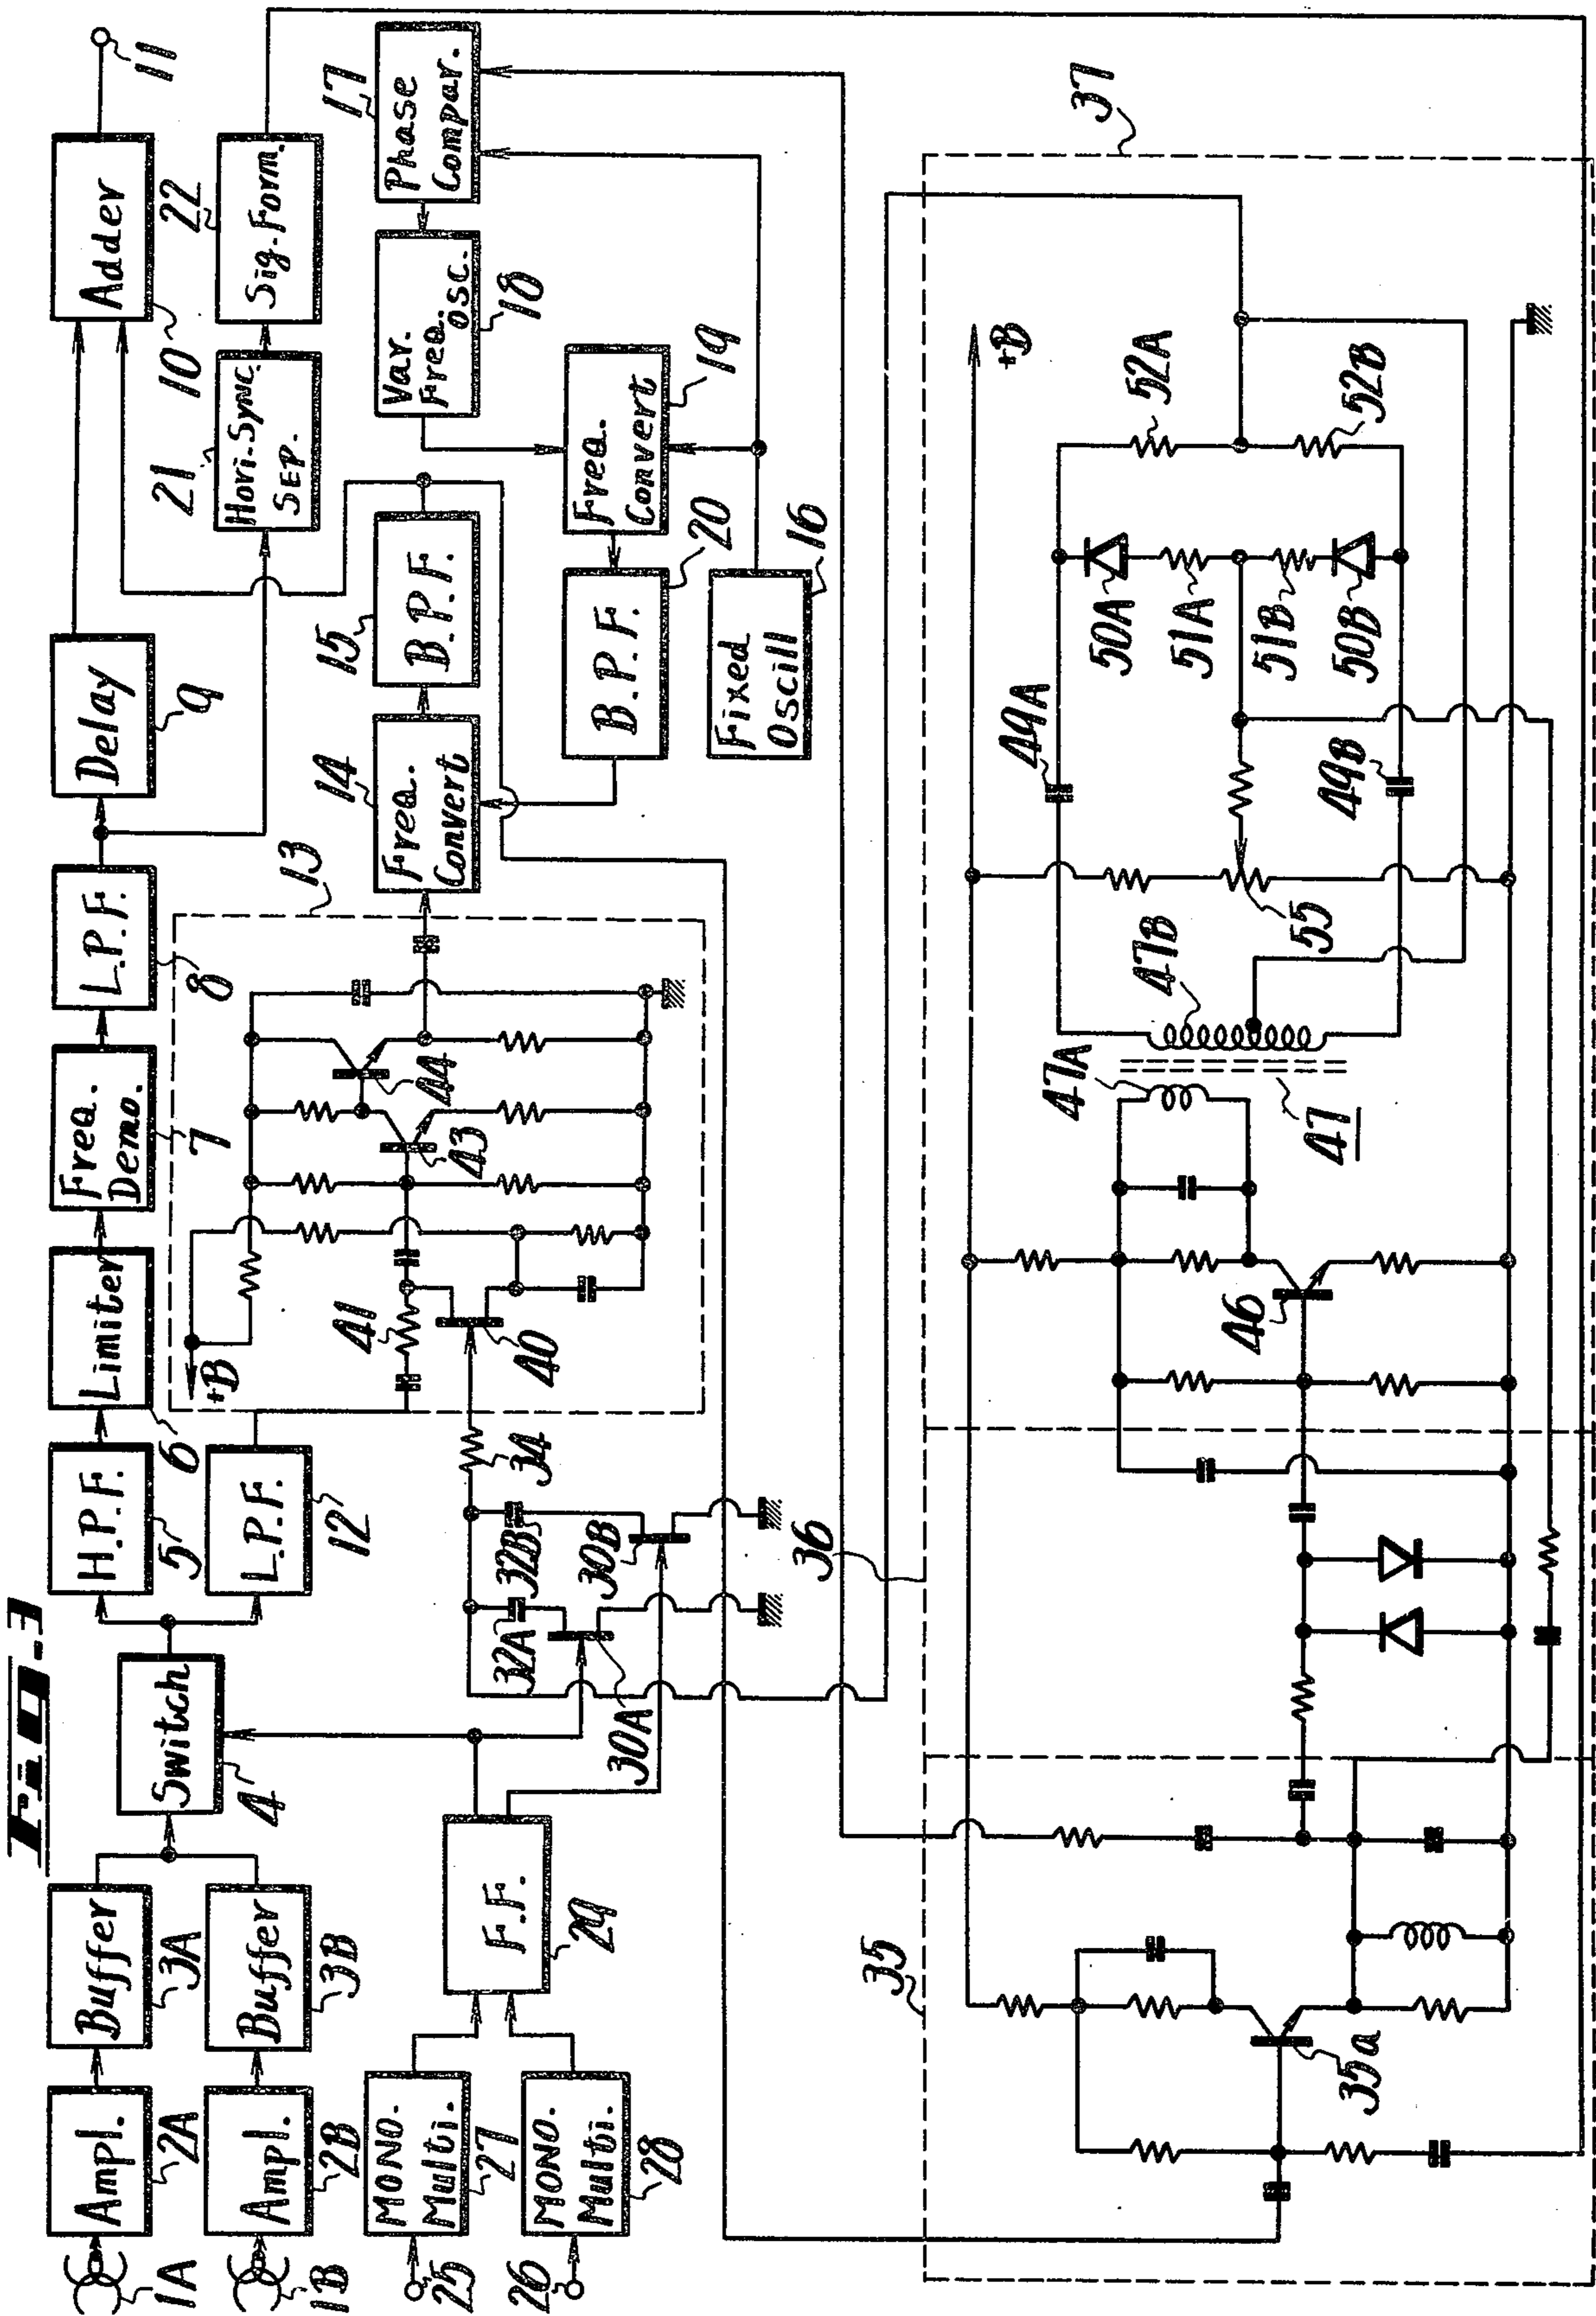 Fig. 3
1A
Ampl.
2A
Buffer
3A
Switch
4
H.P.F.
5
Limiter
6
Freq.
Demo.
7
L.P.F.
8
Delay
9
Adder
10
11
1B
Ampl.
2B
Buffer
3B
L.P.F.
12
13
+B
41
40
43
44
Hori-Sync.
SEP.
21
Sig-Form.
22
Freq.
Convert
14
B.P.F.
15
Var.
Freq.
OSC.
18
Phase
Compar.
17
Freq.
Convert
19
B.P.F.
20
Fixed
Oscill
16
25
MONO.
Multi.
27
26
MONO.
Multi.
28
F.F.
29
30A
30B
32A
32B
34
35
36
37
35a
46
47A
47B
47
49A
49B
50A
51A
51B
50B
52A
52B
55
+B